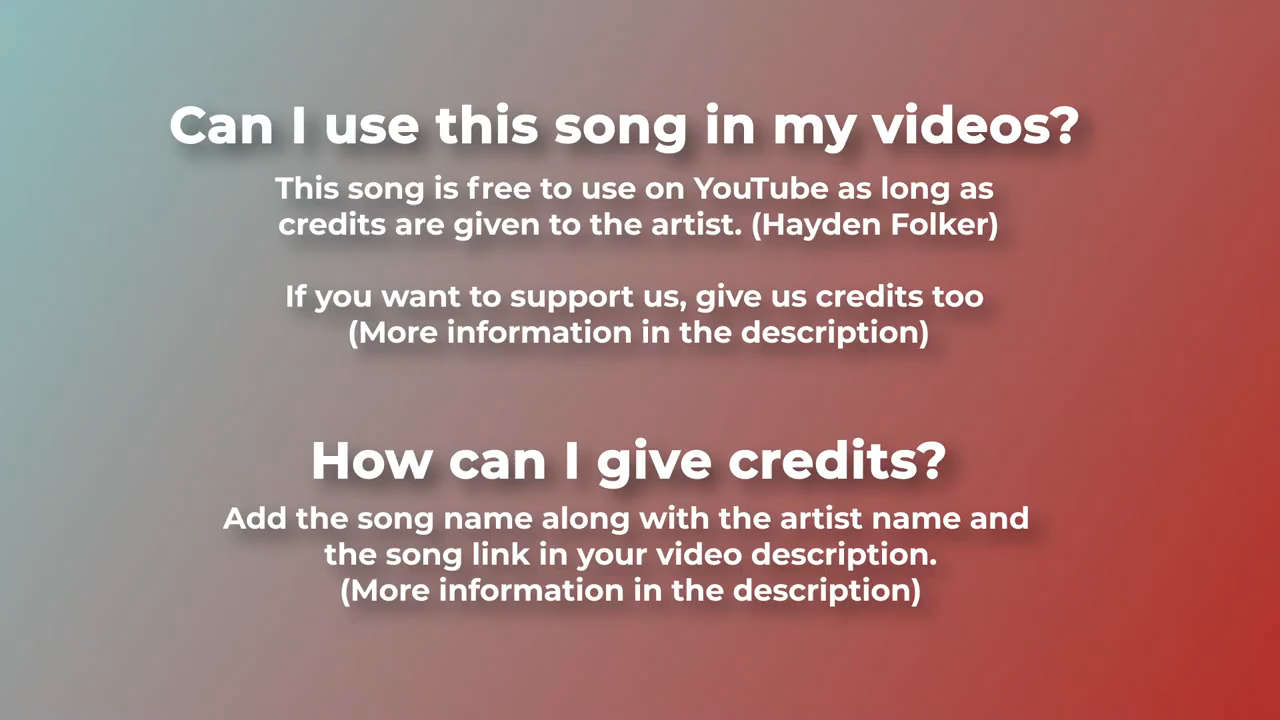 Can I use this song in my videos?
This song is free to use on YouTube as long as
credits are given to the artist. (Hayden Folker)
If you want to support us, give us credits too
(More information in the description)
How can I give credits?
Add the song name along with the artist name and
the song link in your video description.
(More information in the description)